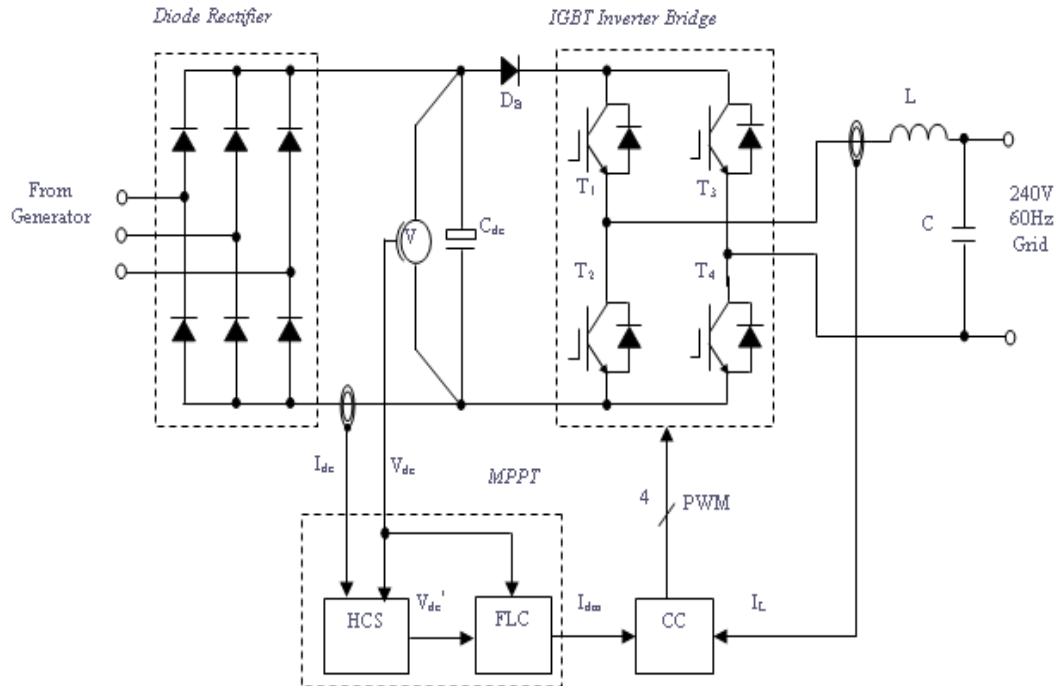 Diode Rectifier
IGBT Inverter Bridge
Da
L
T1
T3
From
Generator
V
Cdc
240V
60Hz
Grid
C
T2
T4
Idc
Vdc
MPPT
4
PWM
HCS
Vdc'
FLC
Idm
CC
IL